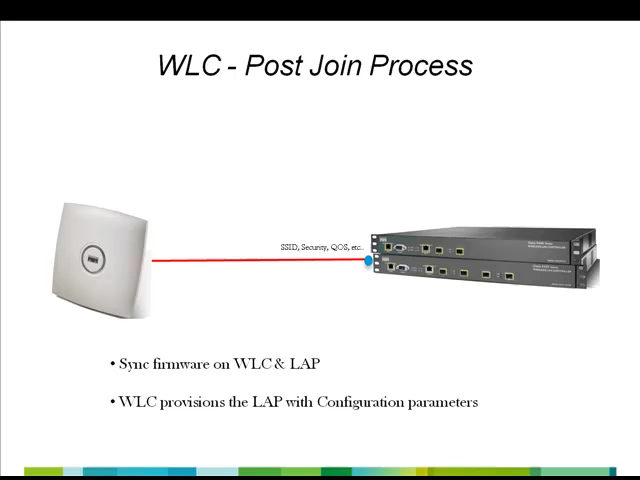 WLC - Post Join Process
SSID, Security, QOS, etc..
• Sync firmware on WLC & LAP
• WLC provisions the LAP with Configuration parameters